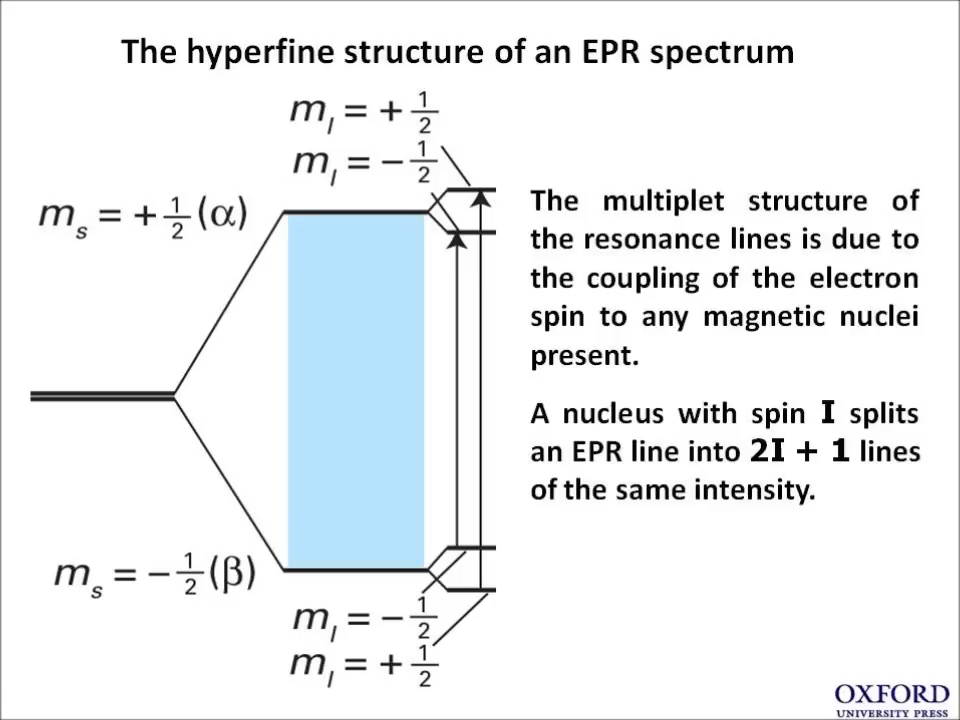 The hyperfine structure of an EPR spectrum
m_I = + 1/2
m_I = − 1/2
m_s = + 1/2 (α)
The multiplet structure of
the resonance lines is due to
the coupling of the electron
spin to any magnetic nuclei
present.
A nucleus with spin I splits
an EPR line into 2I + 1 lines
of the same intensity.
m_s = − 1/2 (β)
m_I = − 1/2
m_I = + 1/2
OXFORD
UNIVERSITY PRESS